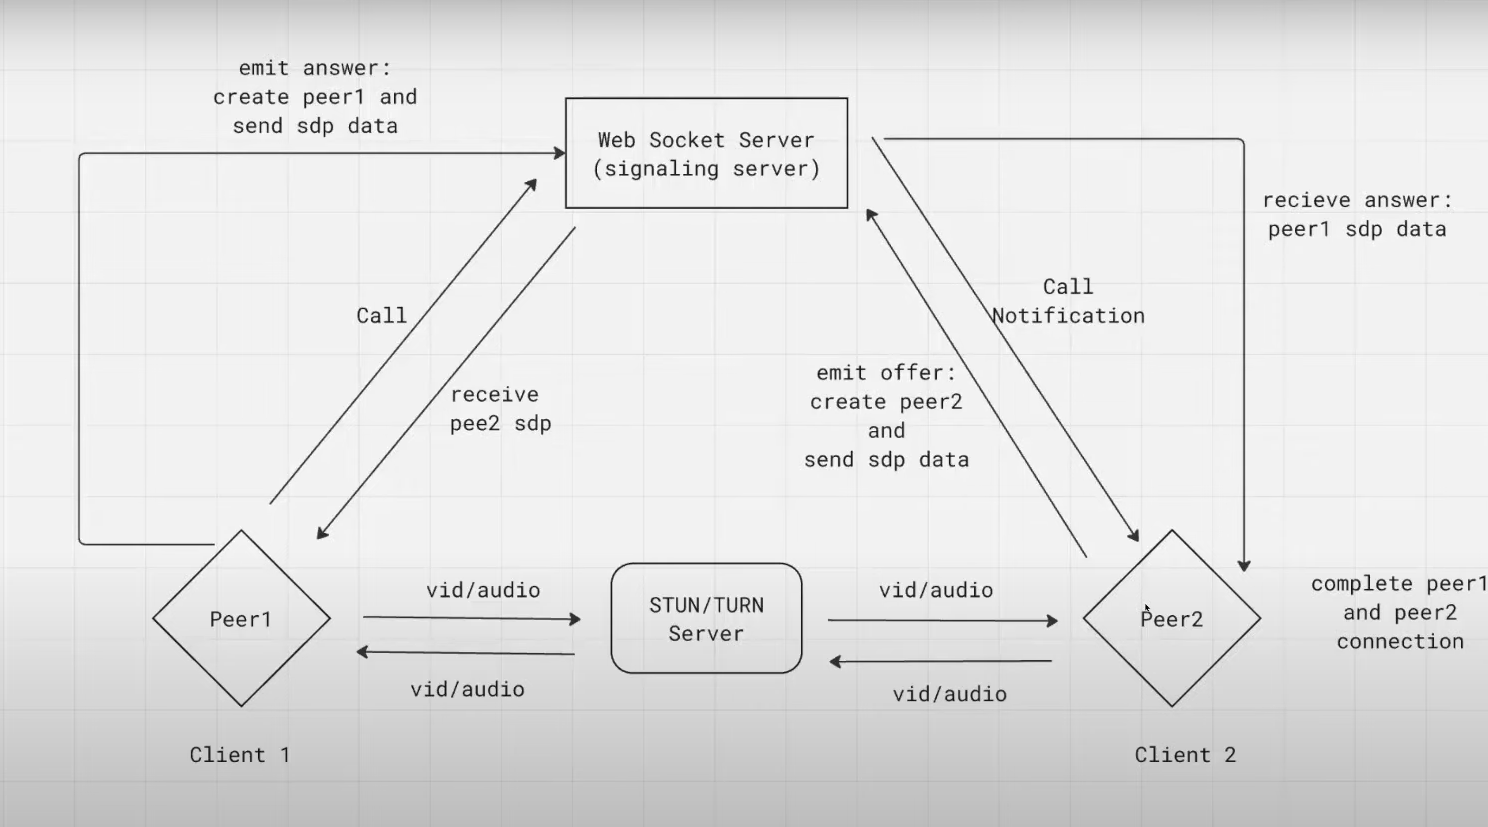 emit answer:
create peer1 and
send sdp data
Web Socket Server
(signaling server)
recieve answer:
peer1 sdp data
Call
Call
Notification
receive
pee2 sdp
emit offer:
create peer2
and
send sdp data
Peer1
vid/audio
vid/audio
STUN/TURN
Server
vid/audio
vid/audio
Peer2
complete peer1
and peer2
connection
Client 1
Client 2